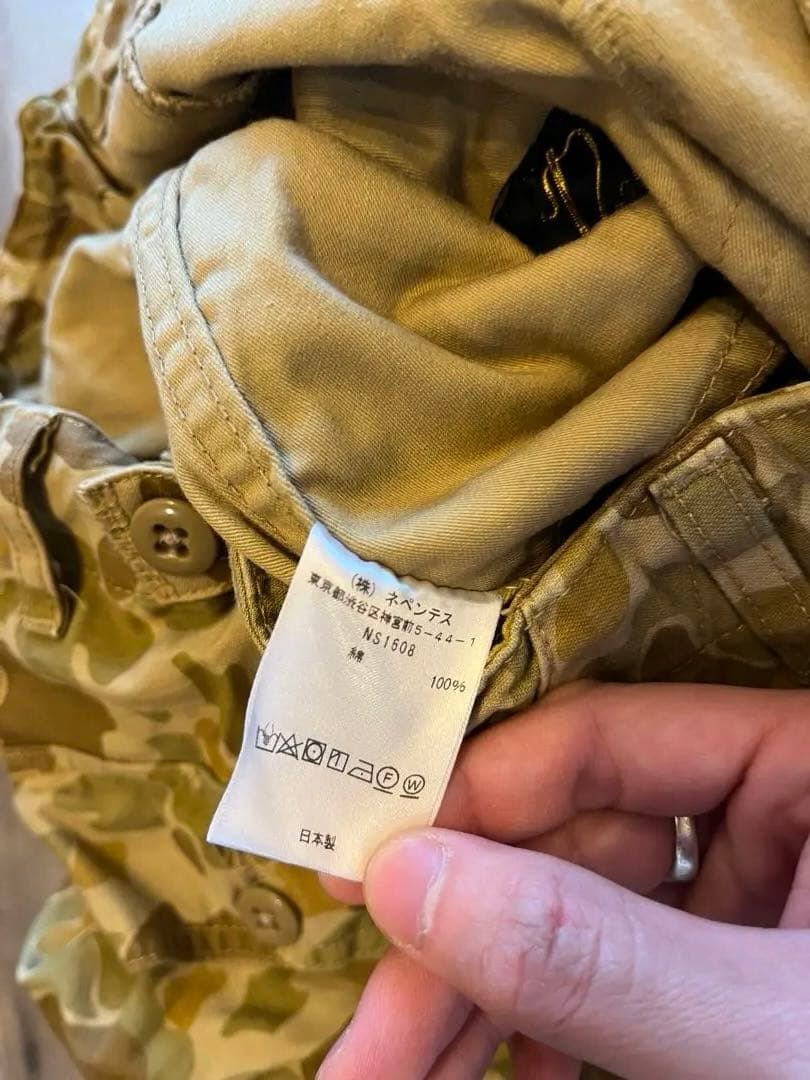 （株）ネペンテス
東京都渋谷区神宮前5-44-1
NS1608
綿
100%
F W
日本製